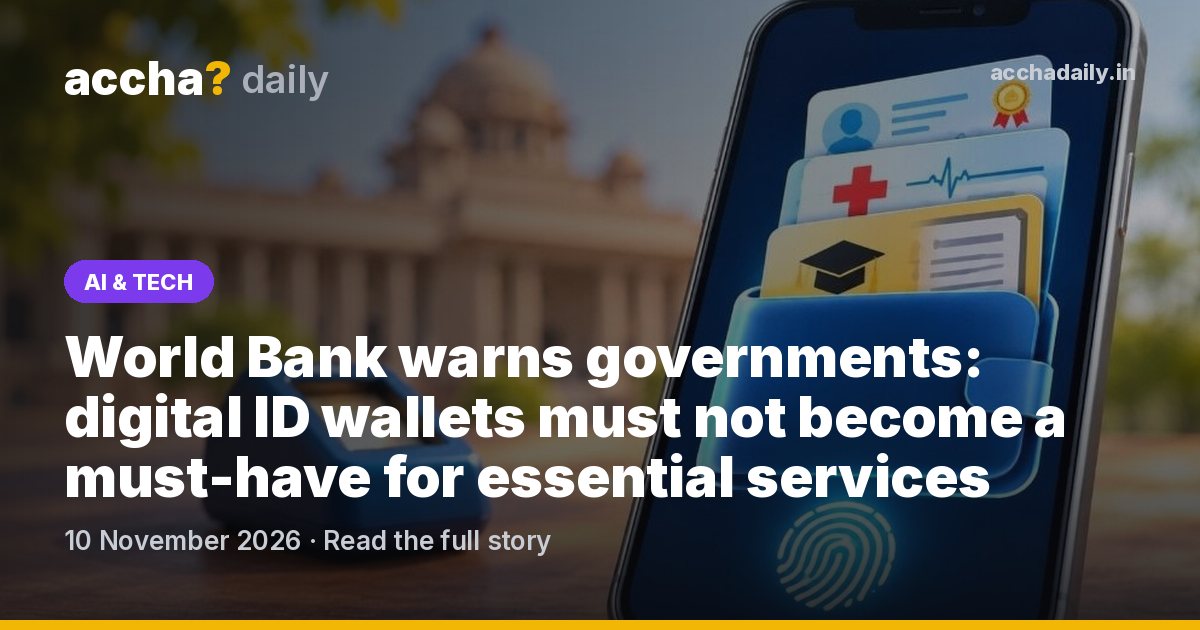 accha? daily
acchadaily.in
AI & TECH
World Bank warns governments:
digital ID wallets must not become a
must-have for essential services
10 November 2026 · Read the full story